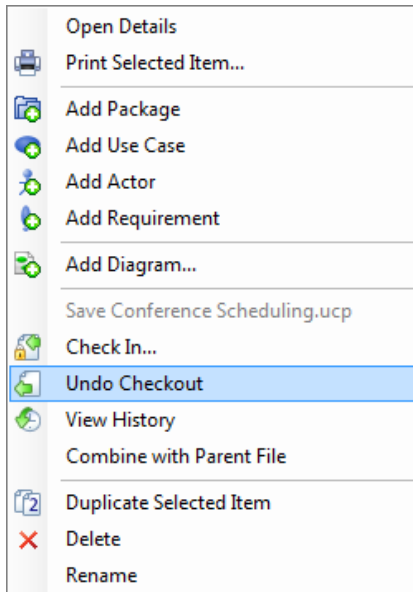 Open Details
Print Selected Item...
Add Package
Add Use Case
Add Actor
Add Requirement
Add Diagram...
Save Conference Scheduling.ucp
Check In...
Undo Checkout
View History
Combine with Parent File
2
Duplicate Selected Item
Delete
Rename